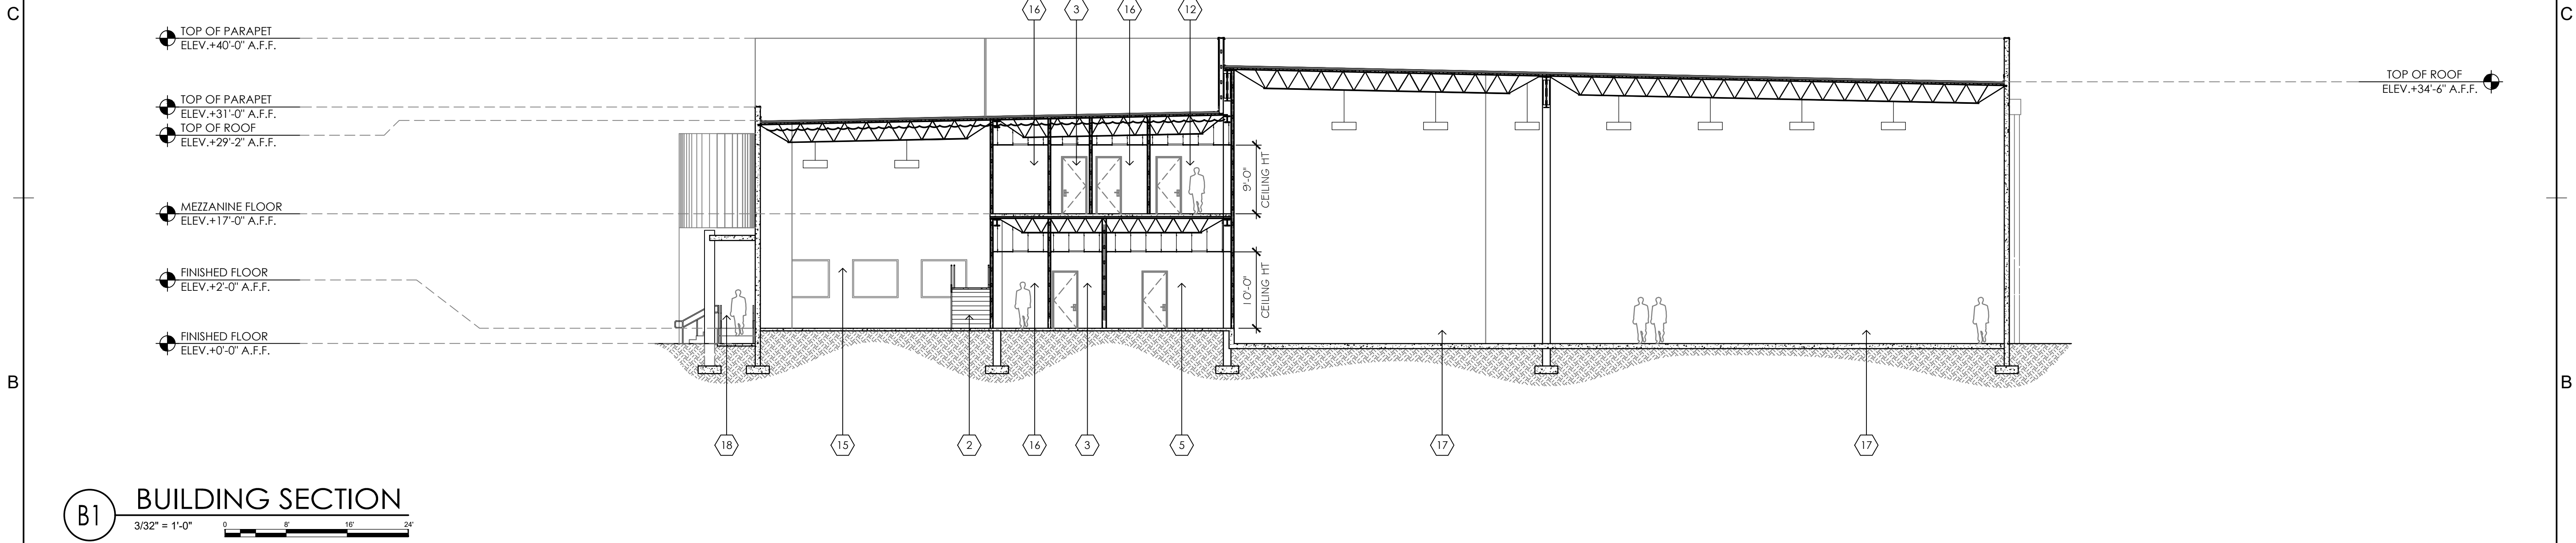 C
C
16
3
16
12
TOP OF PARAPET
ELEV.+40'-0" A.F.F.
TOP OF ROOF
ELEV.+34'-6" A.F.F.
TOP OF PARAPET
ELEV.+31'-0" A.F.F.
TOP OF ROOF
ELEV.+29'-2" A.F.F.
9'-0"
CEILING HT
MEZZANINE FLOOR
ELEV.+17'-0" A.F.F.
FINISHED FLOOR
ELEV.+2'-0" A.F.F.
10'-0"
CEILING HT
FINISHED FLOOR
ELEV.+0'-0" A.F.F.
B
B
18
15
2
16
3
5
17
17
B1
BUILDING SECTION
3/32" = 1'-0"
0 8' 16' 24'